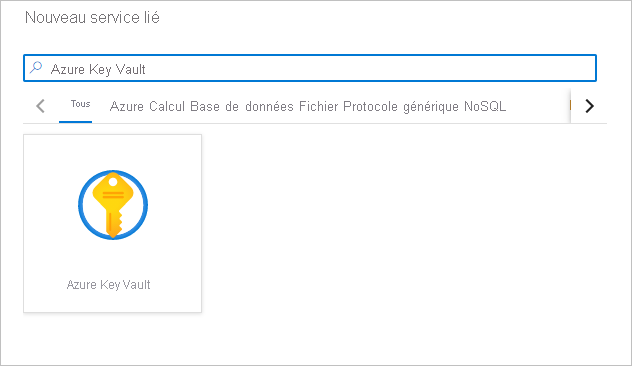 Nouveau service lié
Azure Key Vault
Tous Azure Calcul Base de données Fichier Protocole générique NoSQL
Azure Key Vault